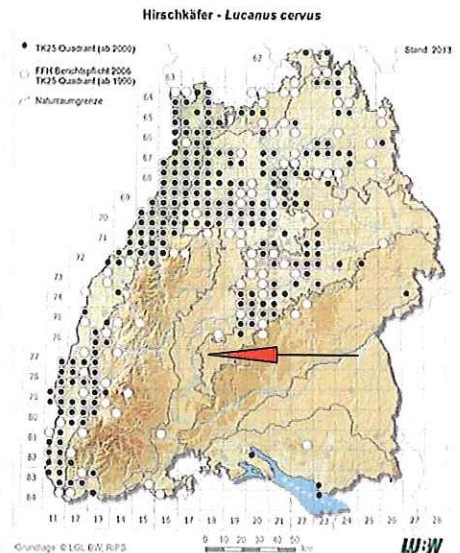 Hirschkäfer - Lucanus cervus
TK25-Quadrant (ab 2000)
FFH Berichtspflicht 2006
TK25-Quadrant (ab 1990)
Naturraumgrenze
Stand: 2013
62
63
64
65
66
67
68
69
70
71
72
73
74
75
76
77
78
79
80
81
82
83
84
11 12 13 14 15 16 17 18 19 20 21 22 23 24 25 26 27 28
Grundlage: © LGL BW, RIPS
0 10 20 30 40 50
km
LUBW